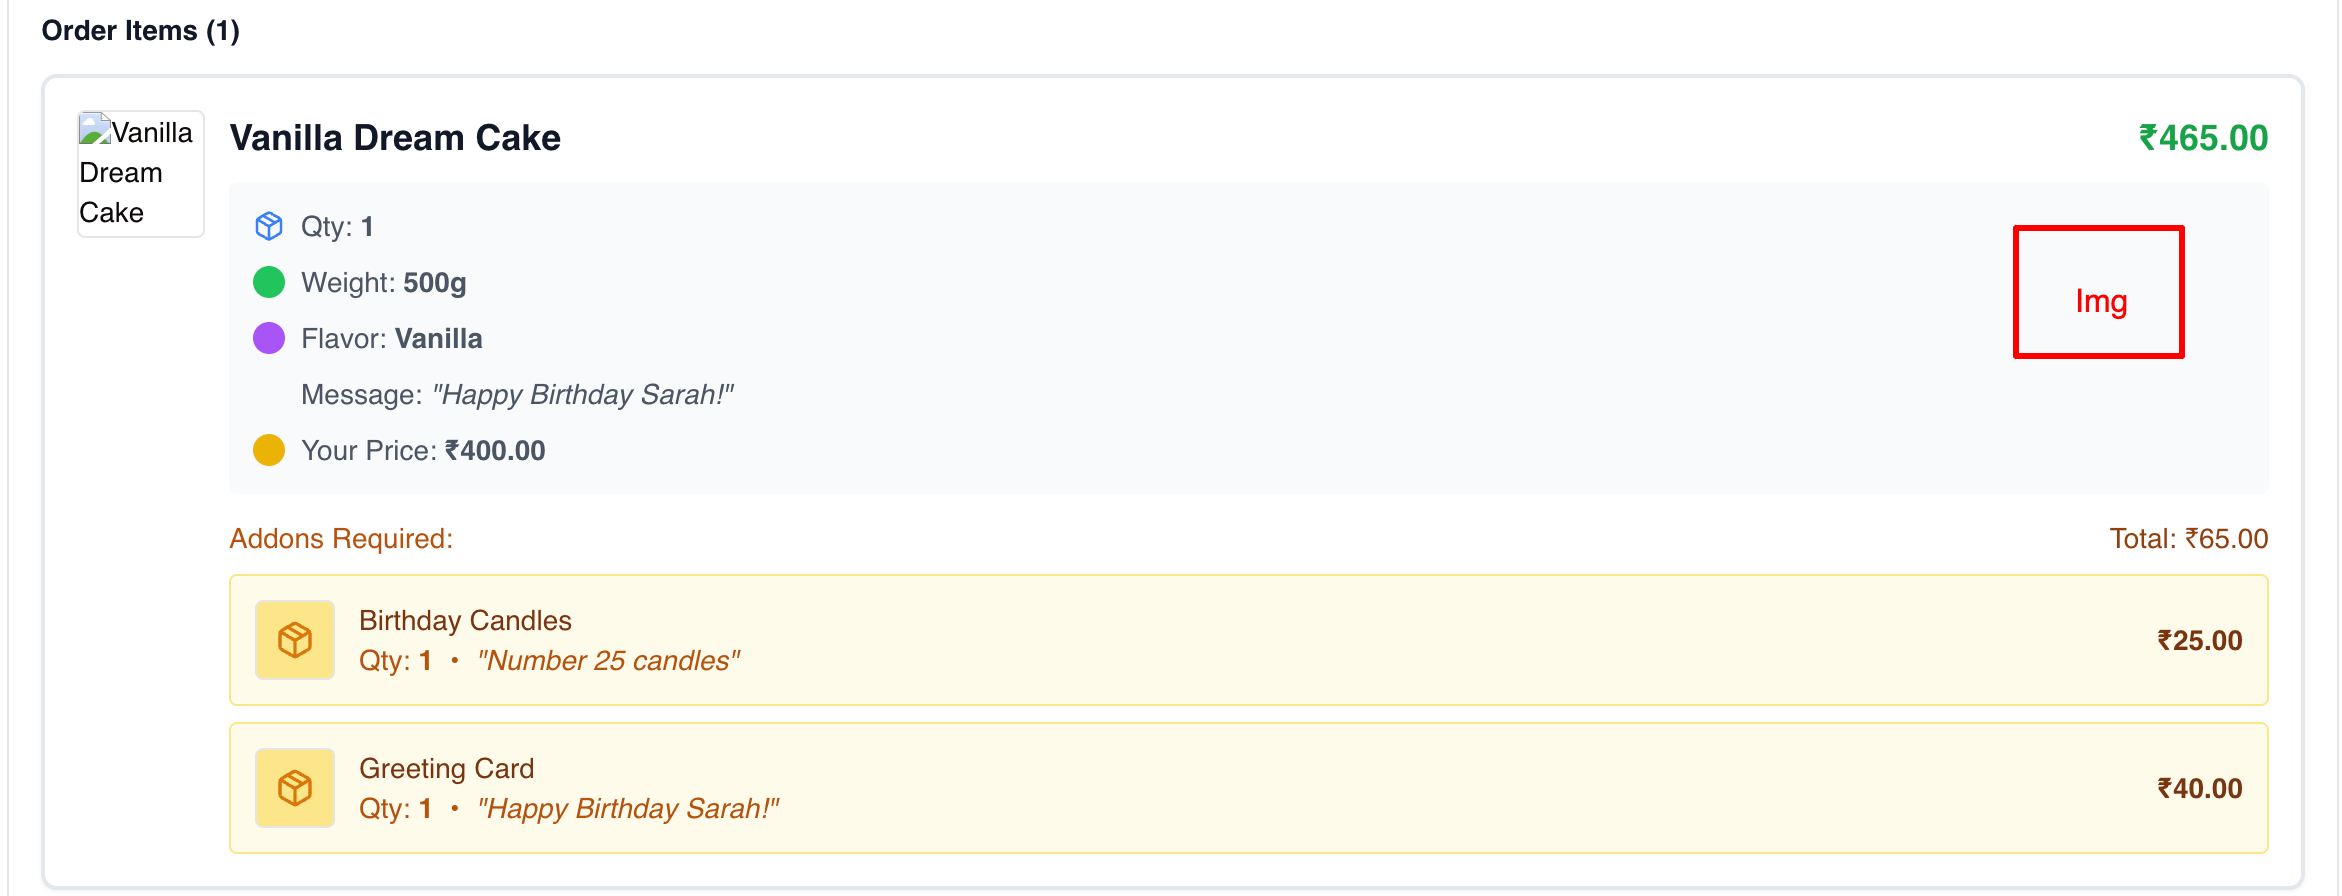 Order Items (1)
Vanilla
Dream
Cake
Vanilla Dream Cake
₹465.00
Qty: 1
Weight: 500g
Flavor: Vanilla
Message: "Happy Birthday Sarah!"
Your Price: ₹400.00
Img
Addons Required:
Total: ₹65.00
Birthday Candles
Qty: 1 • "Number 25 candles"
₹25.00
Greeting Card
Qty: 1 • "Happy Birthday Sarah!"
₹40.00